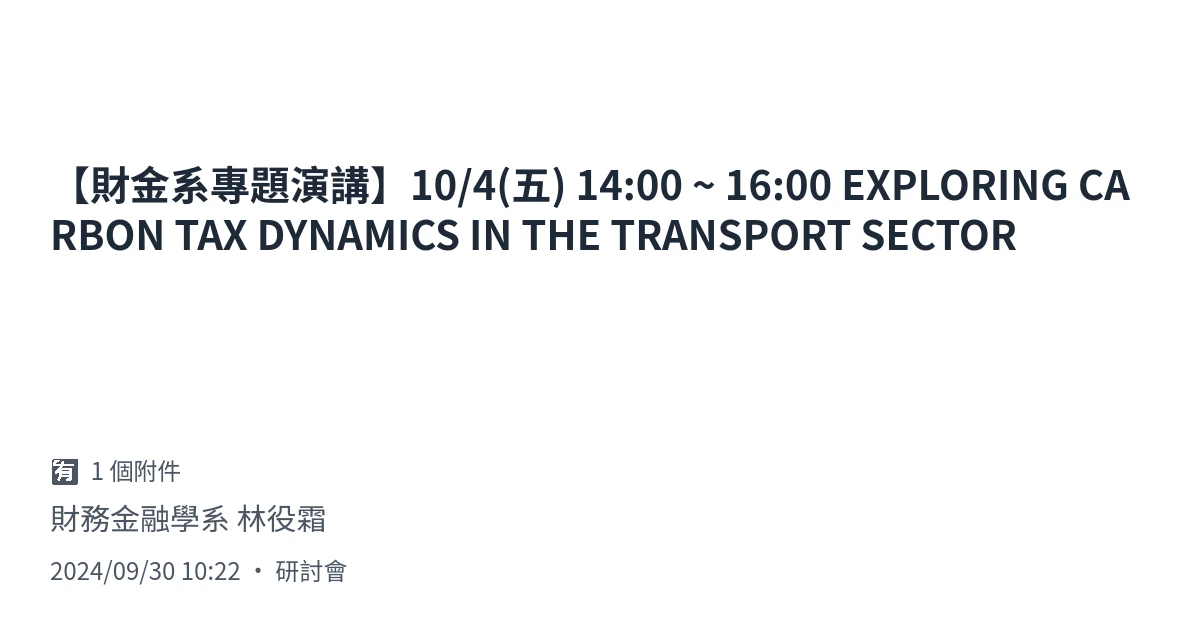 【財金系專題演講】10/4(五) 14:00 ~ 16:00 EXPLORING CA
RBON TAX DYNAMICS IN THE TRANSPORT SECTOR
🈶 1 個附件
財務金融學系 林役霜
2024/09/30 10:22 • 研討會